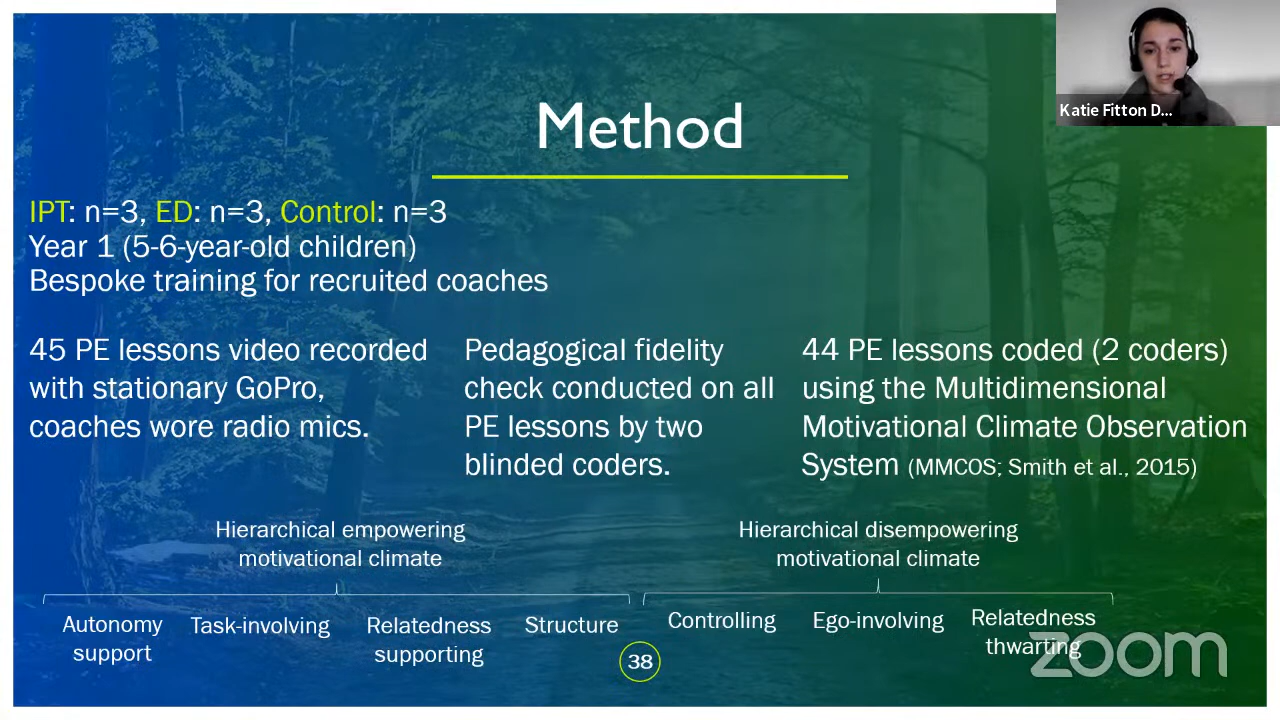 Katie Fitton D...
Method
IPT: n=3, ED: n=3, Control: n=3
Year 1 (5-6-year-old children)
Bespoke training for recruited coaches
45 PE lessons video recorded
with stationary GoPro,
coaches wore radio mics.
Pedagogical fidelity
check conducted on all
PE lessons by two
blinded coders.
44 PE lessons coded (2 coders)
using the Multidimensional
Motivational Climate Observation
System (MMCOS; Smith et al., 2015)
Hierarchical empowering
motivational climate
Autonomy
support
Task-involving
Relatedness
supporting
Structure
Hierarchical disempowering
motivational climate
Controlling
Ego-involving
Relatedness
thwarting
38
zoom